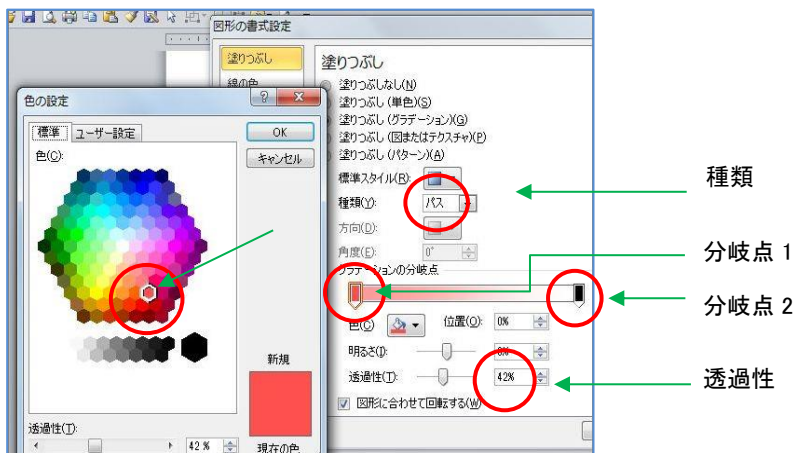 図形の書式設定
塗りつぶし
線の色
塗りつぶし
塗りつぶしなし(N)
塗りつぶし (単色)(S)
塗りつぶし (グラデーション)(G)
塗りつぶし (図またはテクスチャ)(P)
塗りつぶし (パターン)(A)
標準スタイル(R):
種類(Y): パス
方向(D):
角度(E): 0°
グラデーションの分岐点
色(C) 位置(O): 0%
明るさ(I): 0%
透過性(T): 42%
図形に合わせて回転する(W)
色の設定
標準 ユーザー設定
OK
キャンセル
色(C):
新規
現在の色
透過性(T):
42 %
種類
分岐点 1
分岐点 2
透過性